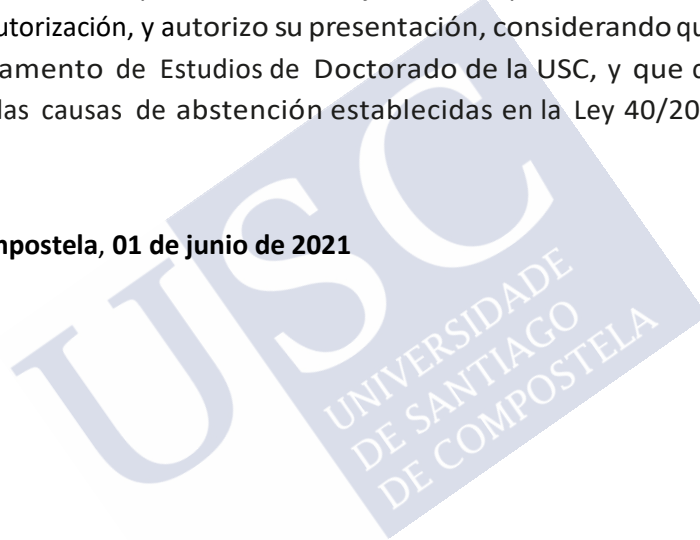 utorización, y autorizo su presentación, considerando qu
amento de Estudios de Doctorado de la USC, y que
las causas de abstención establecidas en la Ley 40/20
postela, 01 de junio de 2021
USC
UNIVERSIDADE
DE SANTIAGO
DE COMPOSTELA